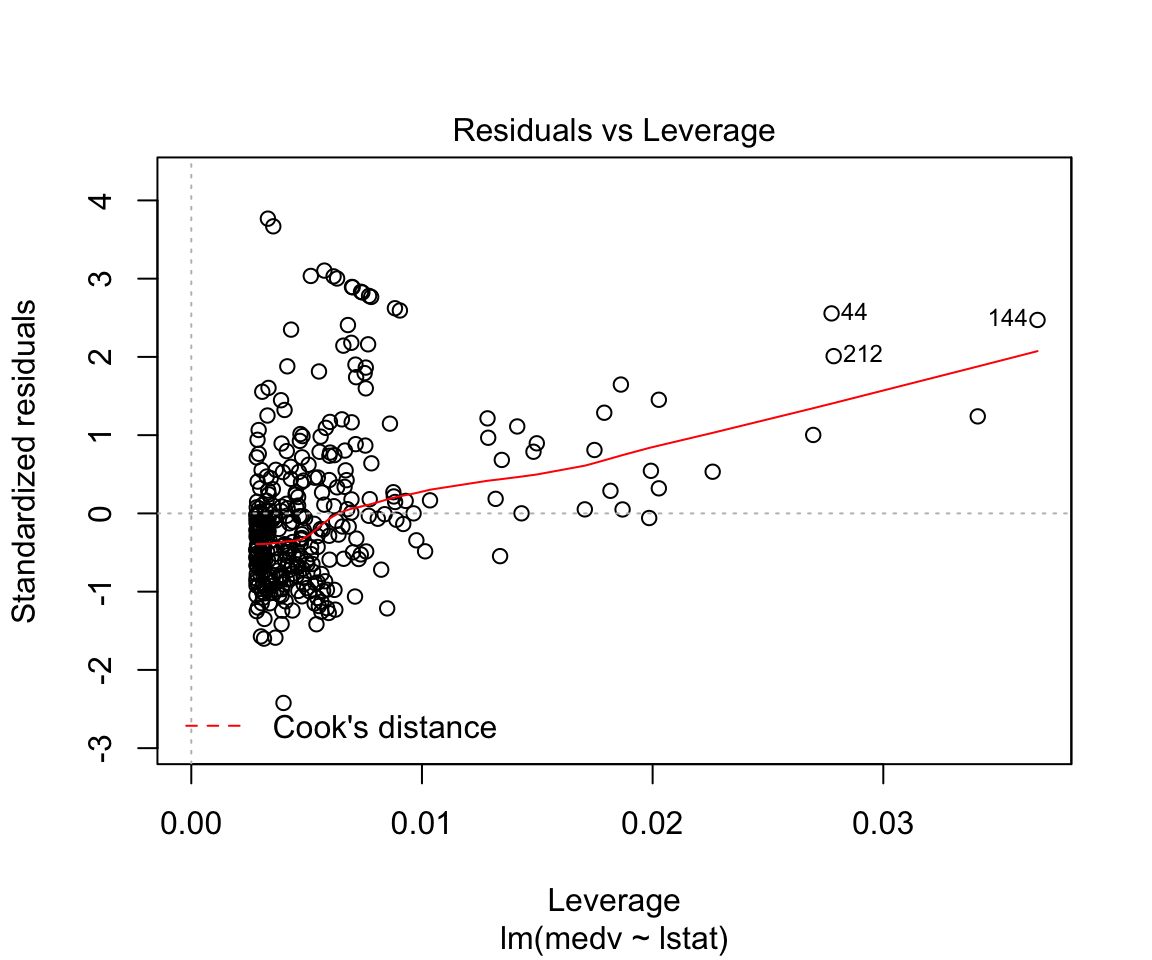 Residuals vs Leverage
Standardized residuals
4
3
2
1
0
-1
-2
-3
44
144
212
Cook's distance
0.00 0.01 0.02 0.03
Leverage
lm(medv ~ lstat)